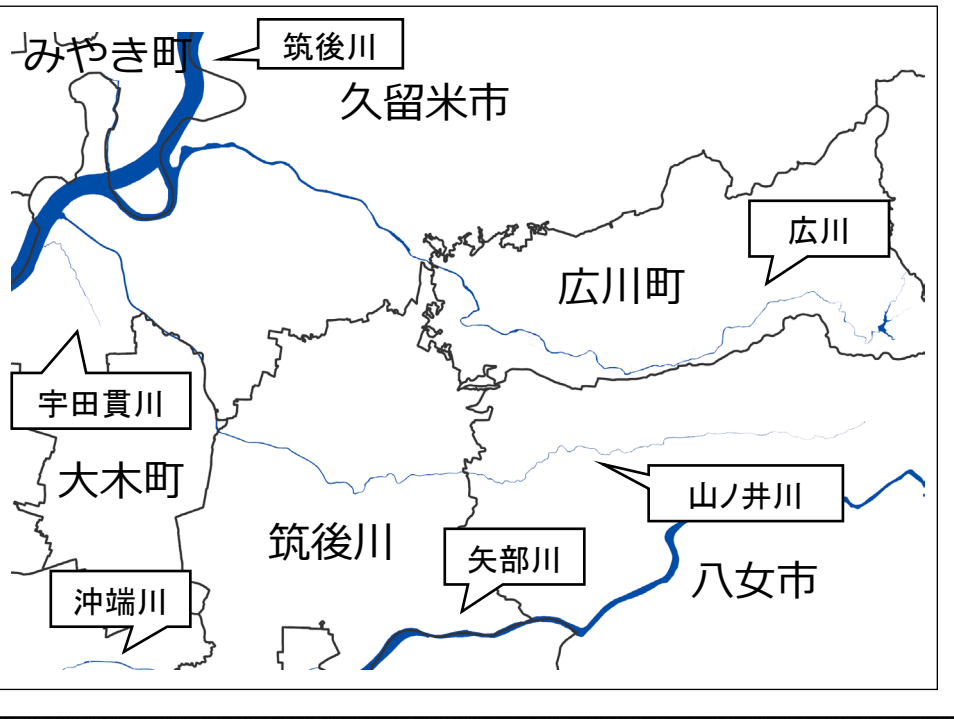 みやき町
筑後川
久留米市
広川
広川町
宇田貫川
大木町
山ノ井川
筑後川
矢部川
八女市
沖端川